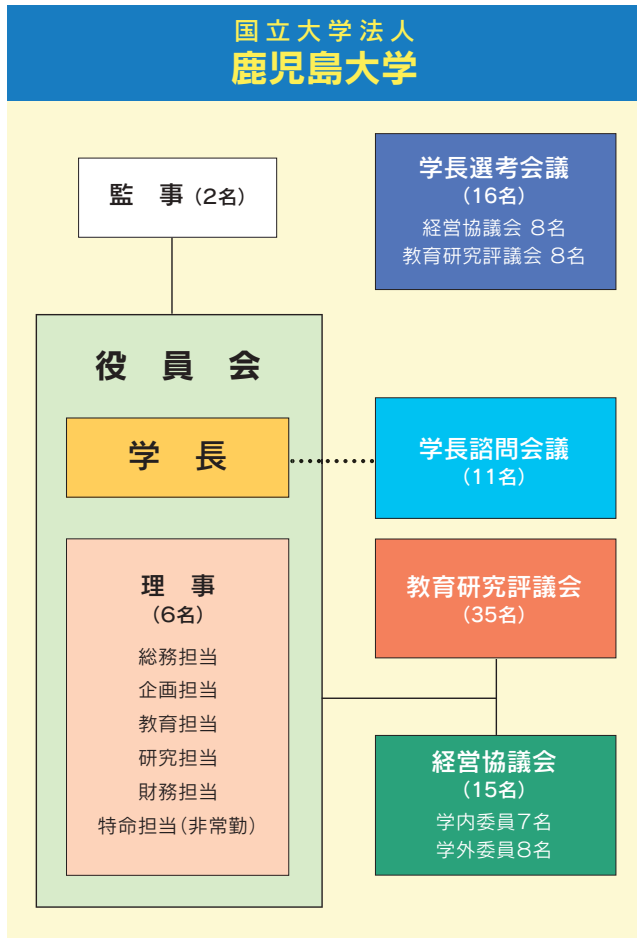 国立大学法人
鹿児島大学
監　事（2名）
学長選考会議
（16名）
経営協議会 8名
教育研究評議会 8名
役　員　会
学　長
学長諮問会議
（11名）
理　事
（6名）
総務担当
企画担当
教育担当
研究担当
財務担当
特命担当（非常勤）
教育研究評議会
（35名）
経営協議会
（15名）
学内委員7名
学外委員8名